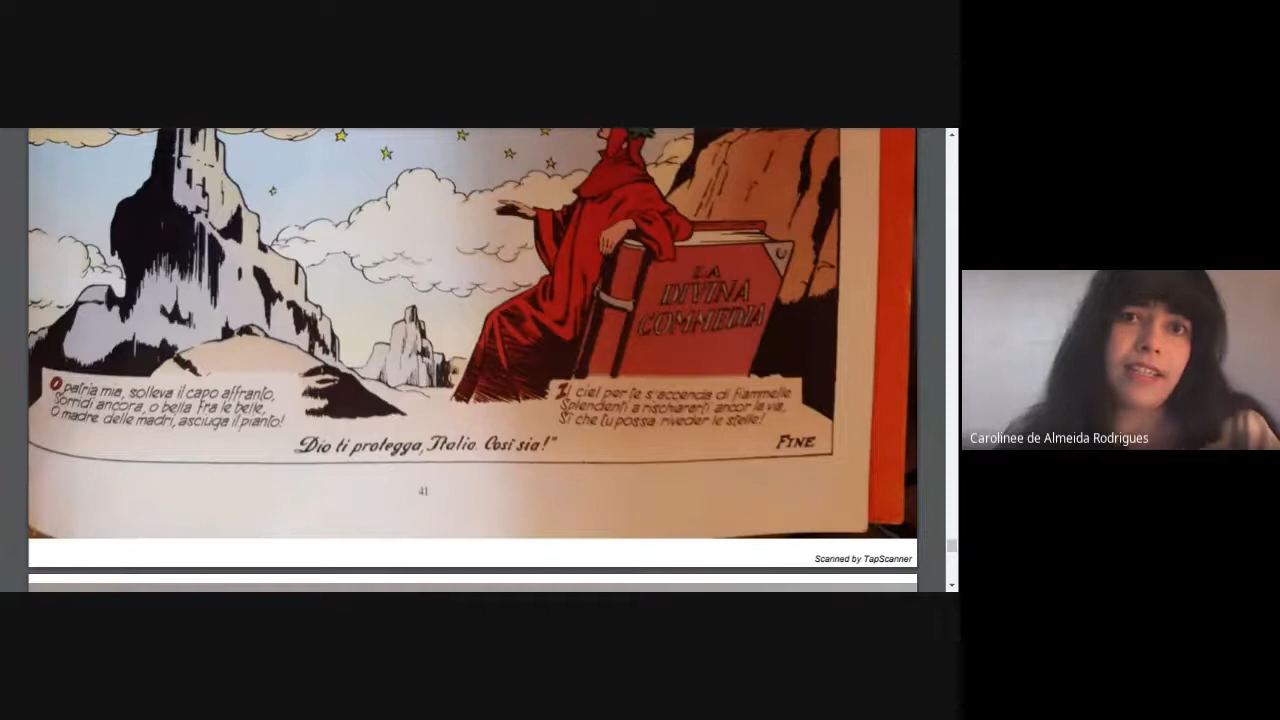 LA
DIVINA
COMMEDIA
O patria mia, solleva il capo affranto,
Sorridi ancora, o bella fra le belle,
O madre delle madri, asciuga il pianto!
Il ciel per te s'accenda di fiammelle
Splendenti a rischiararti ancor la via,
Sì che tu possa riveder le stelle!
Dio ti protegga, Italia. Così sia!"
FINE
41
Scanned by TapScanner
Carolinee de Almeida Rodrigues